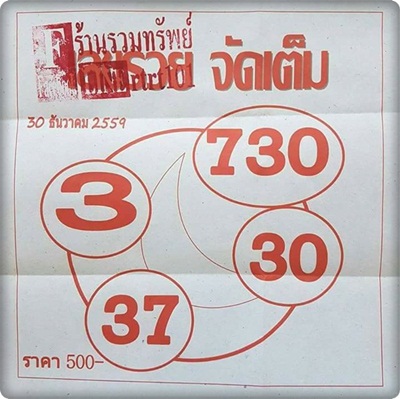 ร้านรวมทรัพย์
รวย จัดเต็ม
30 ธันวาคม 2559
730
3
30
37
ราคา 500-